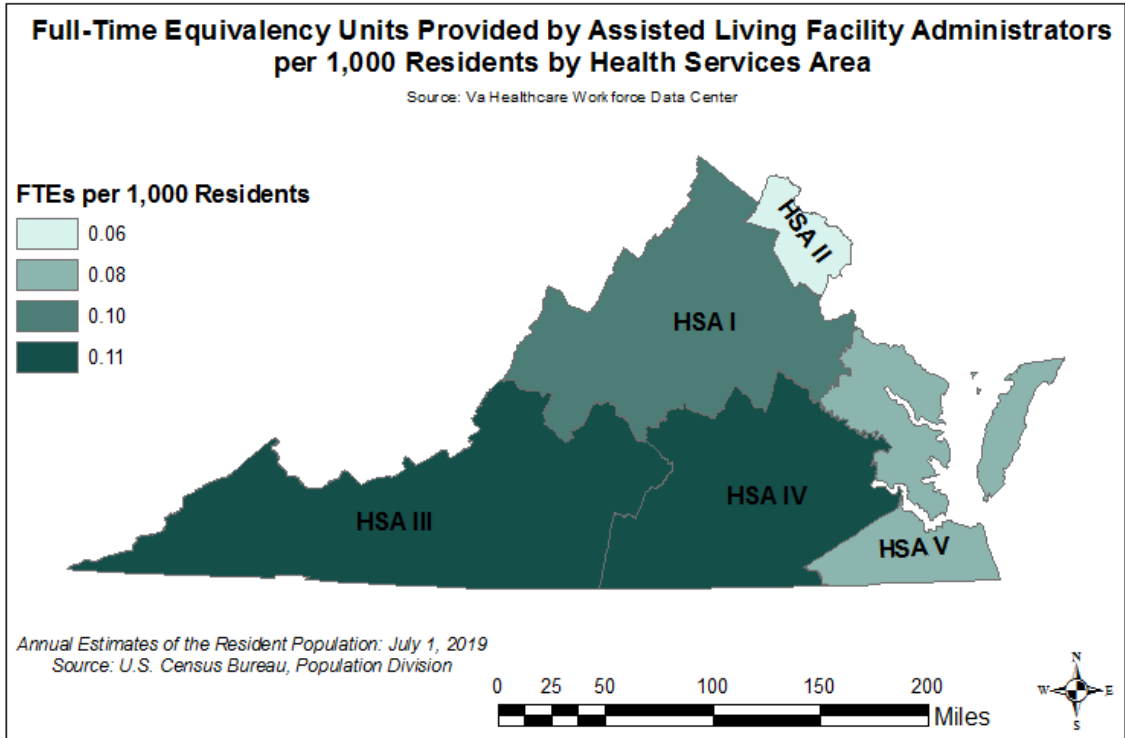 Full-Time Equivalency Units Provided by Assisted Living Facility Administrators
per 1,000 Residents by Health Services Area
Source: Va Healthcare Workforce Data Center
FTEs per 1,000 Residents
0.06
0.08
0.10
0.11
HSA II
HSA I
HSA IV
HSA III
HSA V
Annual Estimates of the Resident Population: July 1, 2019
Source: U.S. Census Bureau, Population Division
0 25 50 100 150 200
Miles
N
W E
S